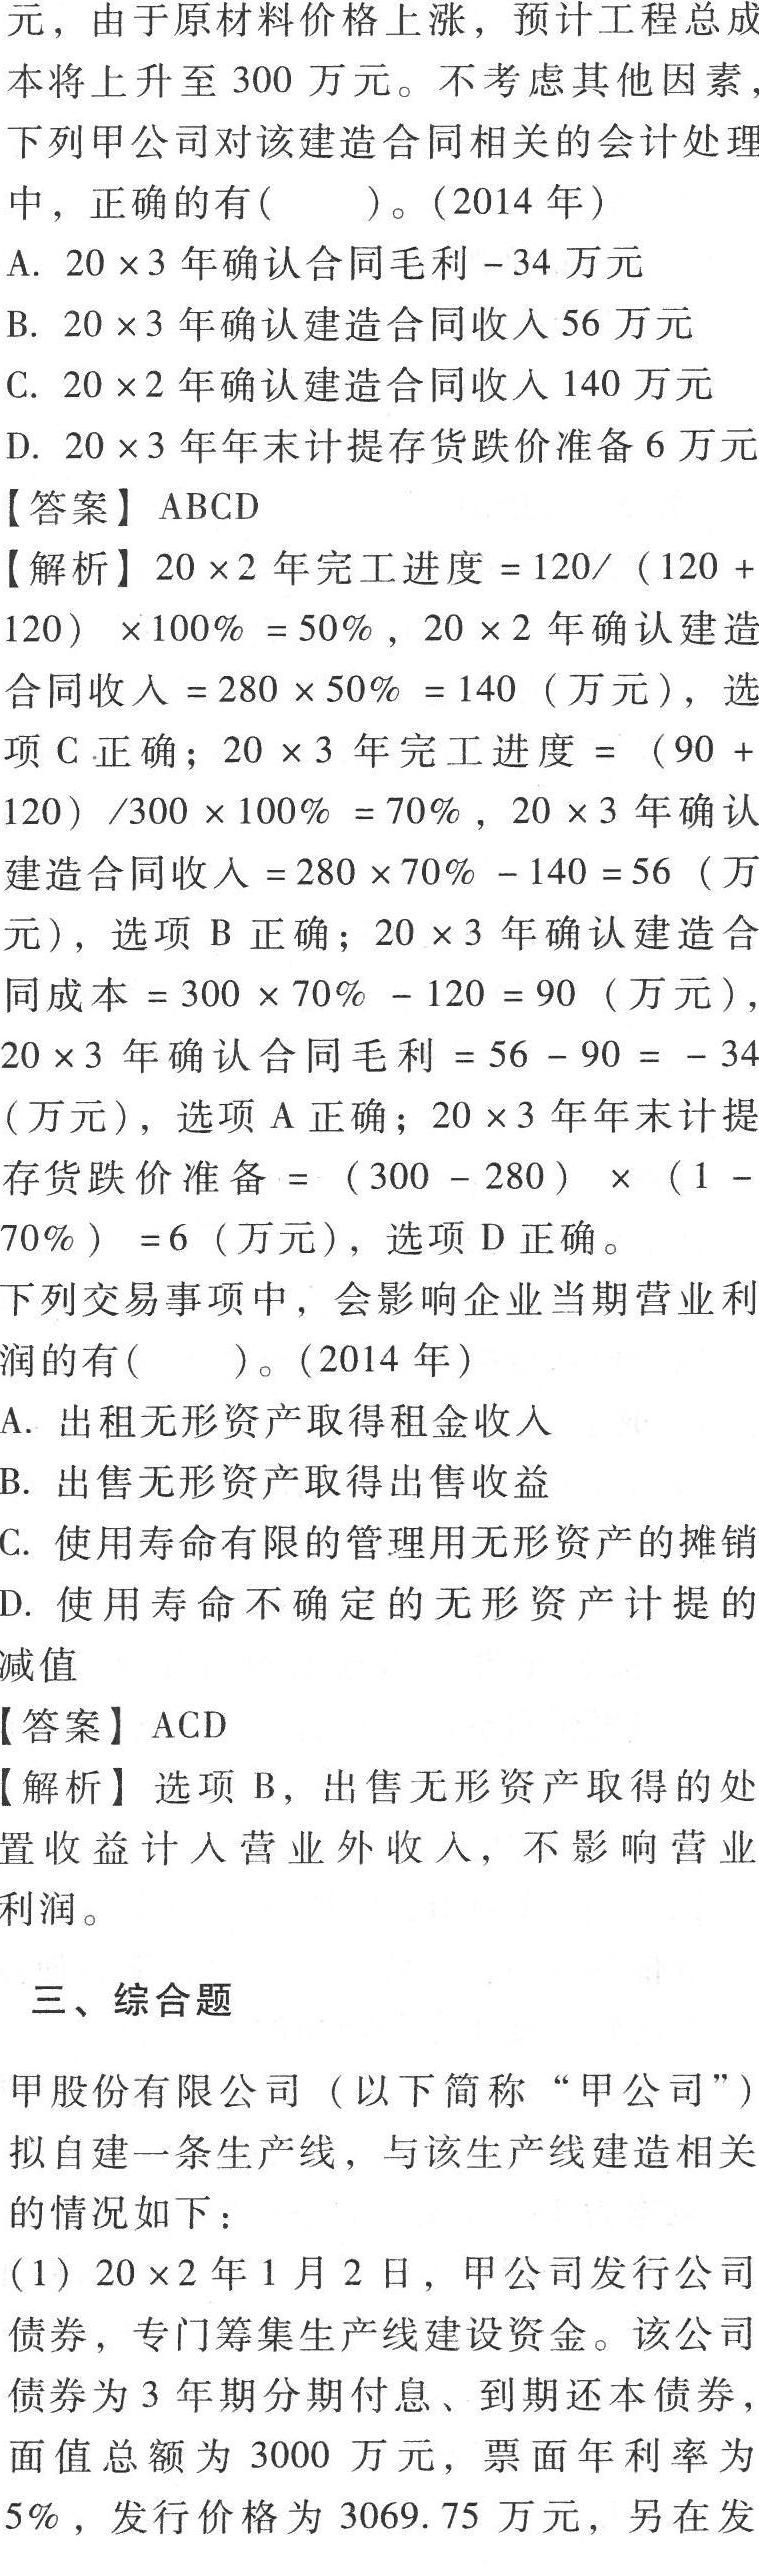 元，由于原材料价格上涨，预计工程总成
本将上升至 300 万元。不考虑其他因素，
下列甲公司对该建造合同相关的会计处理
中，正确的有(　　)。(2014 年)
A. 20×3 年确认合同毛利 -34 万元
B. 20×3 年确认建造合同收入 56 万元
C. 20×2 年确认建造合同收入 140 万元
D. 20×3 年年末计提存货跌价准备 6 万元
【答案】ABCD
【解析】20×2 年完工进度 = 120/（120 +
120）×100% = 50%，20×2 年确认建造
合同收入 = 280×50% = 140（万元），选
项 C 正确；20×3 年完工进度 =（90 +
120）/300×100% = 70%，20×3 年确认
建造合同收入 = 280×70% - 140 = 56（万
元），选项 B 正确；20×3 年确认建造合
同成本 = 300×70% - 120 = 90（万元），
20×3 年确认合同毛利 = 56 - 90 = -34
（万元），选项 A 正确；20×3 年年末计提
存货跌价准备 =（300 - 280）×（1 -
70%）= 6（万元），选项 D 正确。
下列交易事项中，会影响企业当期营业利
润的有(　　)。(2014 年)
A. 出租无形资产取得租金收入
B. 出售无形资产取得出售收益
C. 使用寿命有限的管理用无形资产的摊销
D. 使用寿命不确定的无形资产计提的
减值
【答案】ACD
【解析】选项 B，出售无形资产取得的处
置收益计入营业外收入，不影响营业
利润。
三、综合题
甲股份有限公司（以下简称“甲公司”）
拟自建一条生产线，与该生产线建造相关
的情况如下：
(1) 20×2 年 1 月 2 日，甲公司发行公司
债券，专门筹集生产线建设资金。该公司
债券为 3 年期分期付息、到期还本债券，
面值总额为 3000 万元，票面年利率为
5%，发行价格为 3069.75 万元，另在发